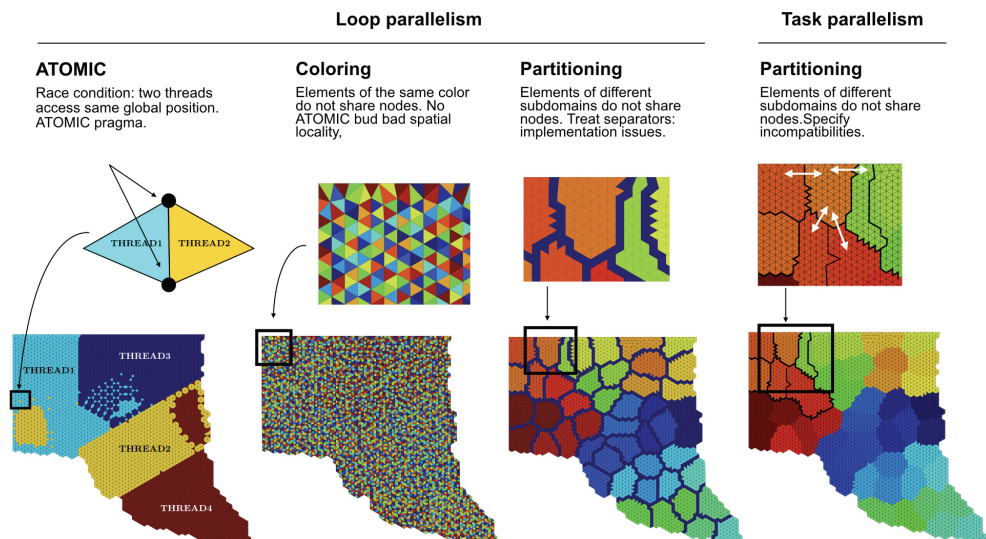 Loop parallelism
Task parallelism
ATOMIC
Race condition: two threads
access same global position.
ATOMIC pragma.
Coloring
Elements of the same color
do not share nodes. No
ATOMIC bud bad spatial
locality,
Partitioning
Elements of different
subdomains do not share
nodes. Treat separators:
implementation issues.
Partitioning
Elements of different
subdomains do not share
nodes.Specify
incompatibilities.
THREAD1
THREAD2
THREAD3
THREAD1
THREAD2
THREAD4